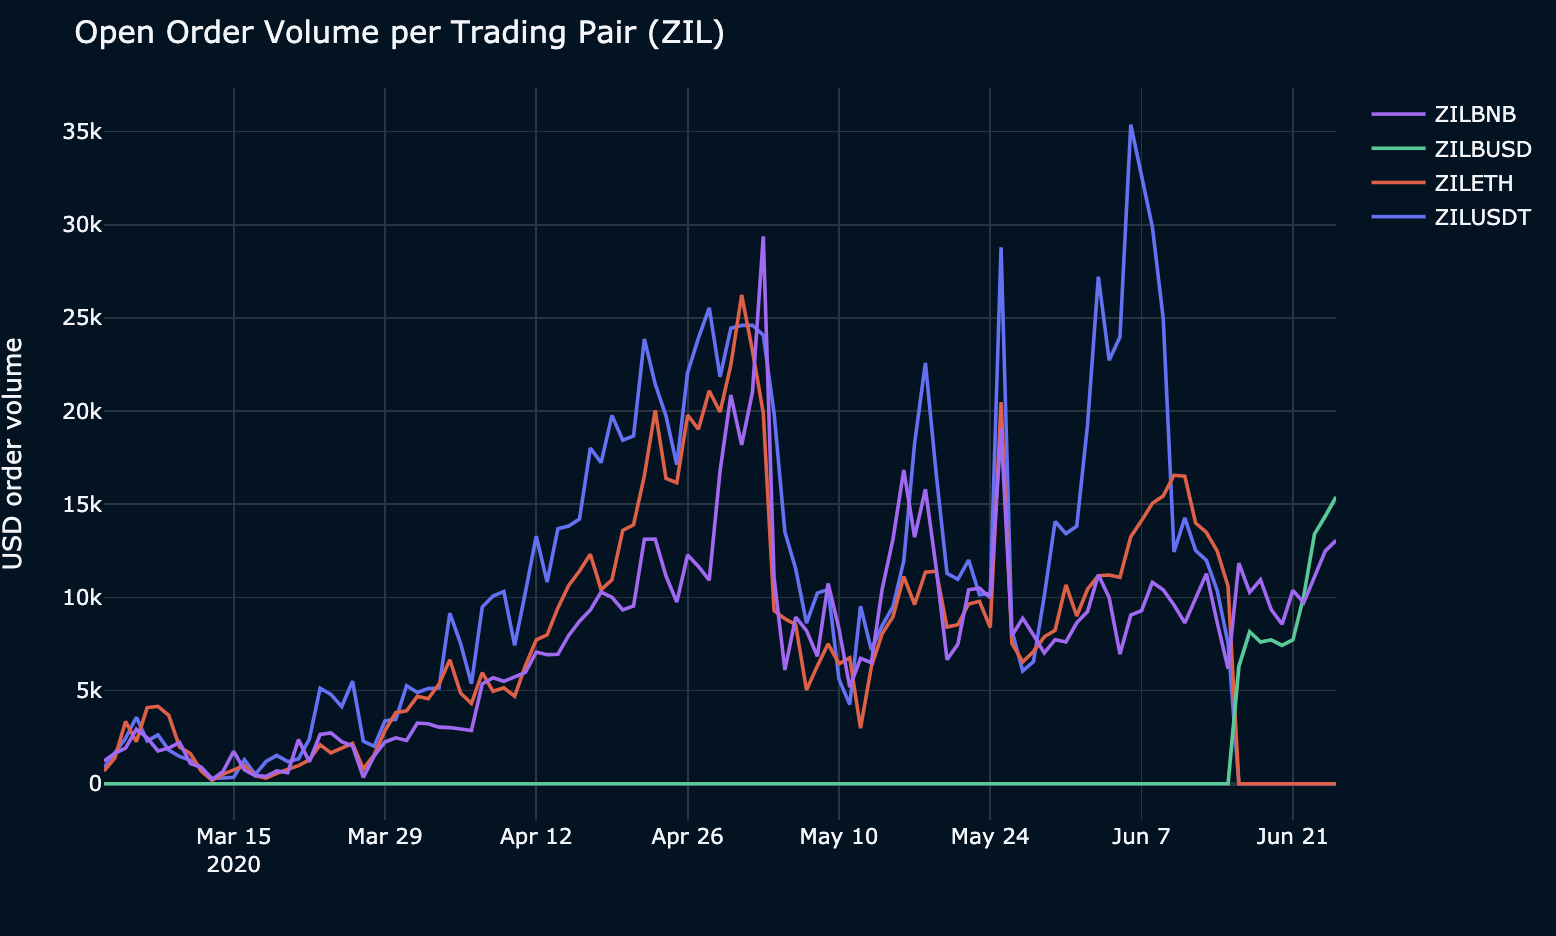 Open Order Volume per Trading Pair (ZIL)
ZILBNB
ZILBUSD
ZILETH
ZILUSDT
USD order volume
35k
30k
25k
20k
15k
10k
5k
0
Mar 15
2020
Mar 29
Apr 12
Apr 26
May 10
May 24
Jun 7
Jun 21